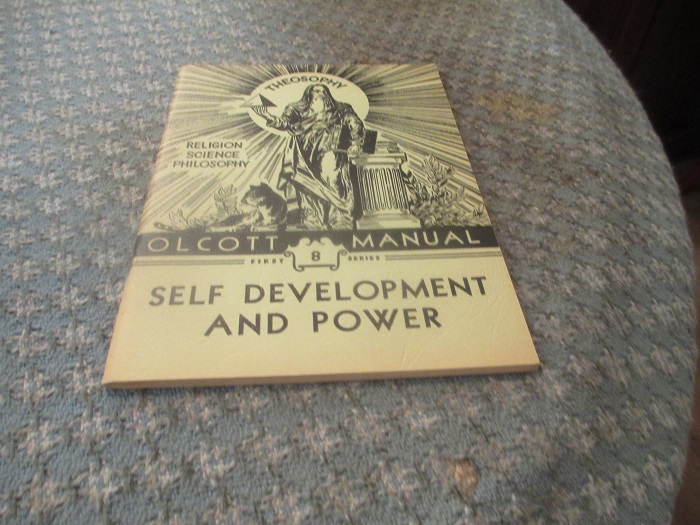 THEOSOPHY
RELIGION
SCIENCE
PHILOSOPHY
OLCOTT MANUAL
FIRST 8 SERIES
SELF DEVELOPMENT
AND POWER